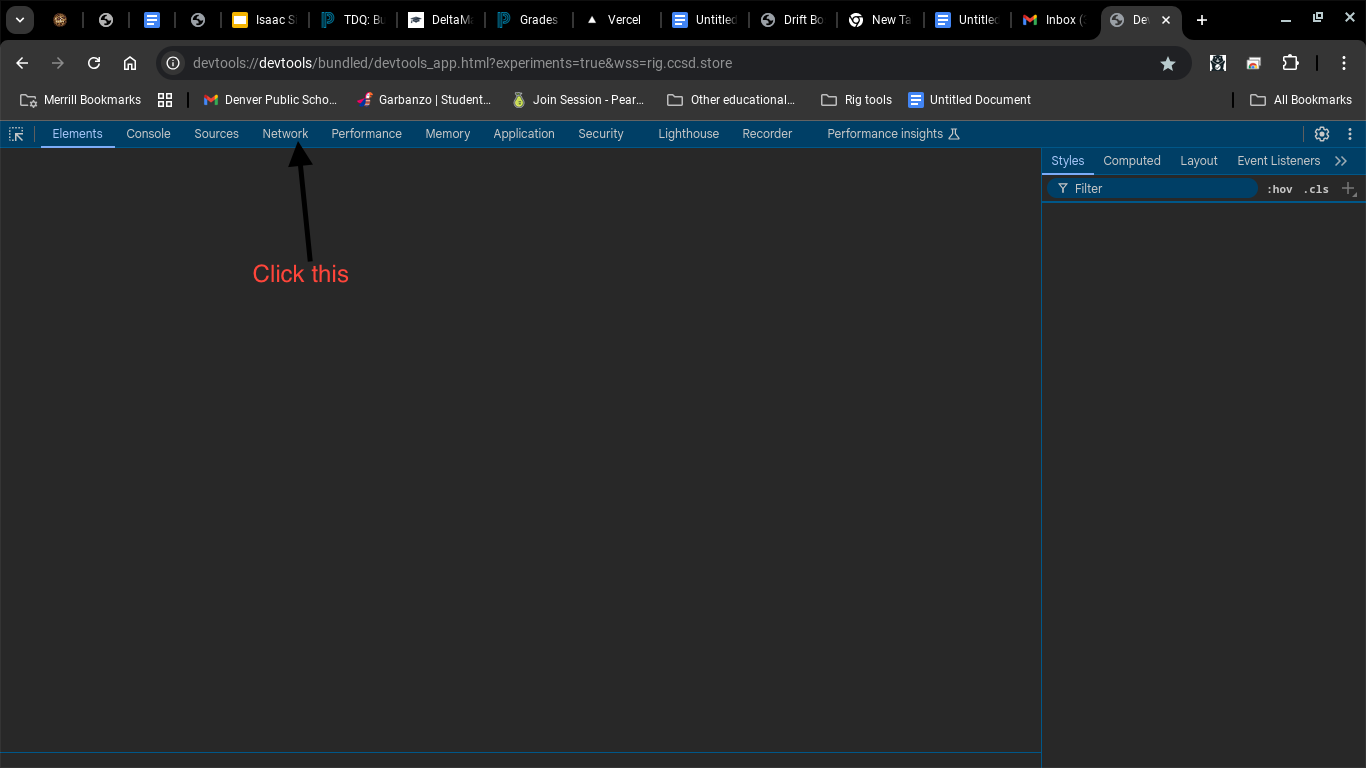 Isaac Si
TDQ: Bu
DeltaMa
Grades
Vercel
Untitled
Drift Bo
New Ta
Untitled
Inbox (
Dev
devtools://devtools/bundled/devtools_app.html?experiments=true&wss=rig.ccsd.store
Merrill Bookmarks
Denver Public Scho...
Garbanzo | Student...
Join Session - Pear...
Other educational...
Rig tools
Untitled Document
All Bookmarks
Elements Console Sources Network Performance Memory Application Security Lighthouse Recorder Performance insights
Styles Computed Layout Event Listeners
Filter :hov .cls
Click this